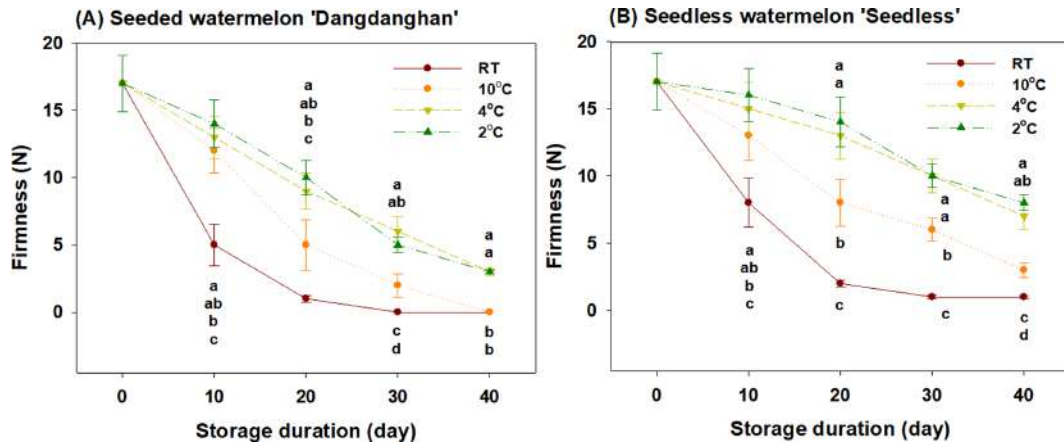 (A) Seeded watermelon 'Dangdanghan'
20
15
10
5
0
Firmness (N)
RT
10°C
4°C
2°C
a
ab
b
c
a
ab
b
c
a
ab
c
d
a
a
b
b
0 10 20 30 40
Storage duration (day)
(B) Seedless watermelon 'Seedless'
20
15
10
5
0
Firmness (N)
RT
10°C
4°C
2°C
a
ab
b
c
a
a
b
c
a
a
b
c
a
ab
c
d
0 10 20 30 40
Storage duration (day)